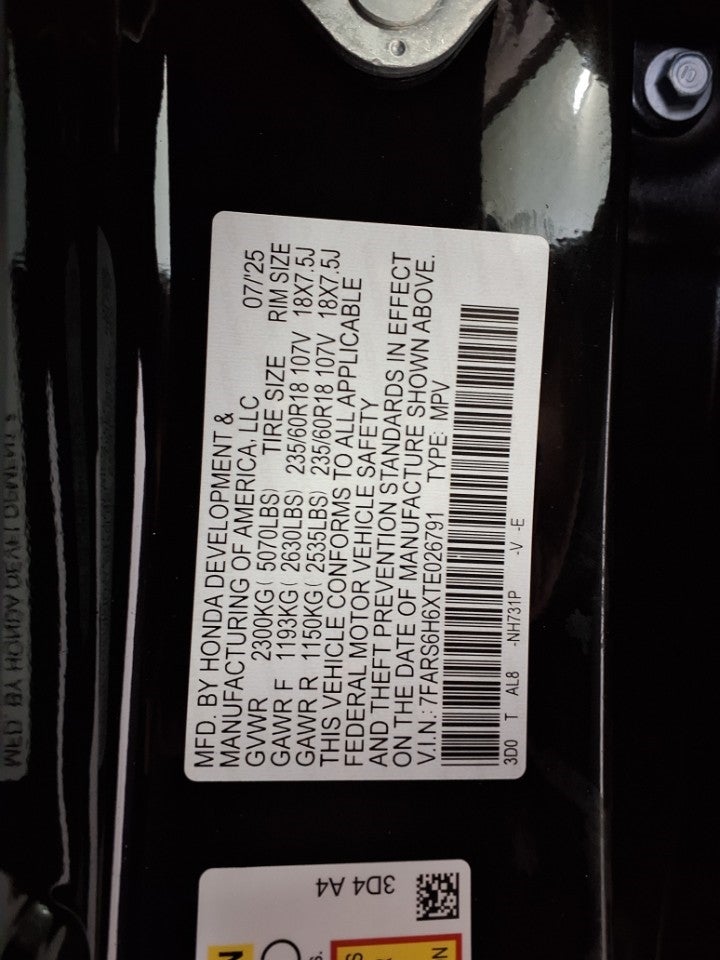 MFD. BY HONDA DEVELOPMENT &
MANUFACTURING OF AMERICA, LLC 07/'25
GVWR 2300KG( 5070LBS) TIRE SIZE RIM SIZE
GAWR F 1193KG( 2630LBS) 235/60R18 107V 18X7.5J
GAWR R 1150KG( 2535LBS) 235/60R18 107V 18X7.5J
THIS VEHICLE CONFORMS TO ALL APPLICABLE
FEDERAL MOTOR VEHICLE SAFETY
AND THEFT PREVENTION STANDARDS IN EFFECT
ON THE DATE OF MANUFACTURE SHOWN ABOVE.
V.I.N.: 7FARS6H6XTE026791 TYPE: MPV
3D0 T AL8 -NH731P -V -E
3D4 A4
10